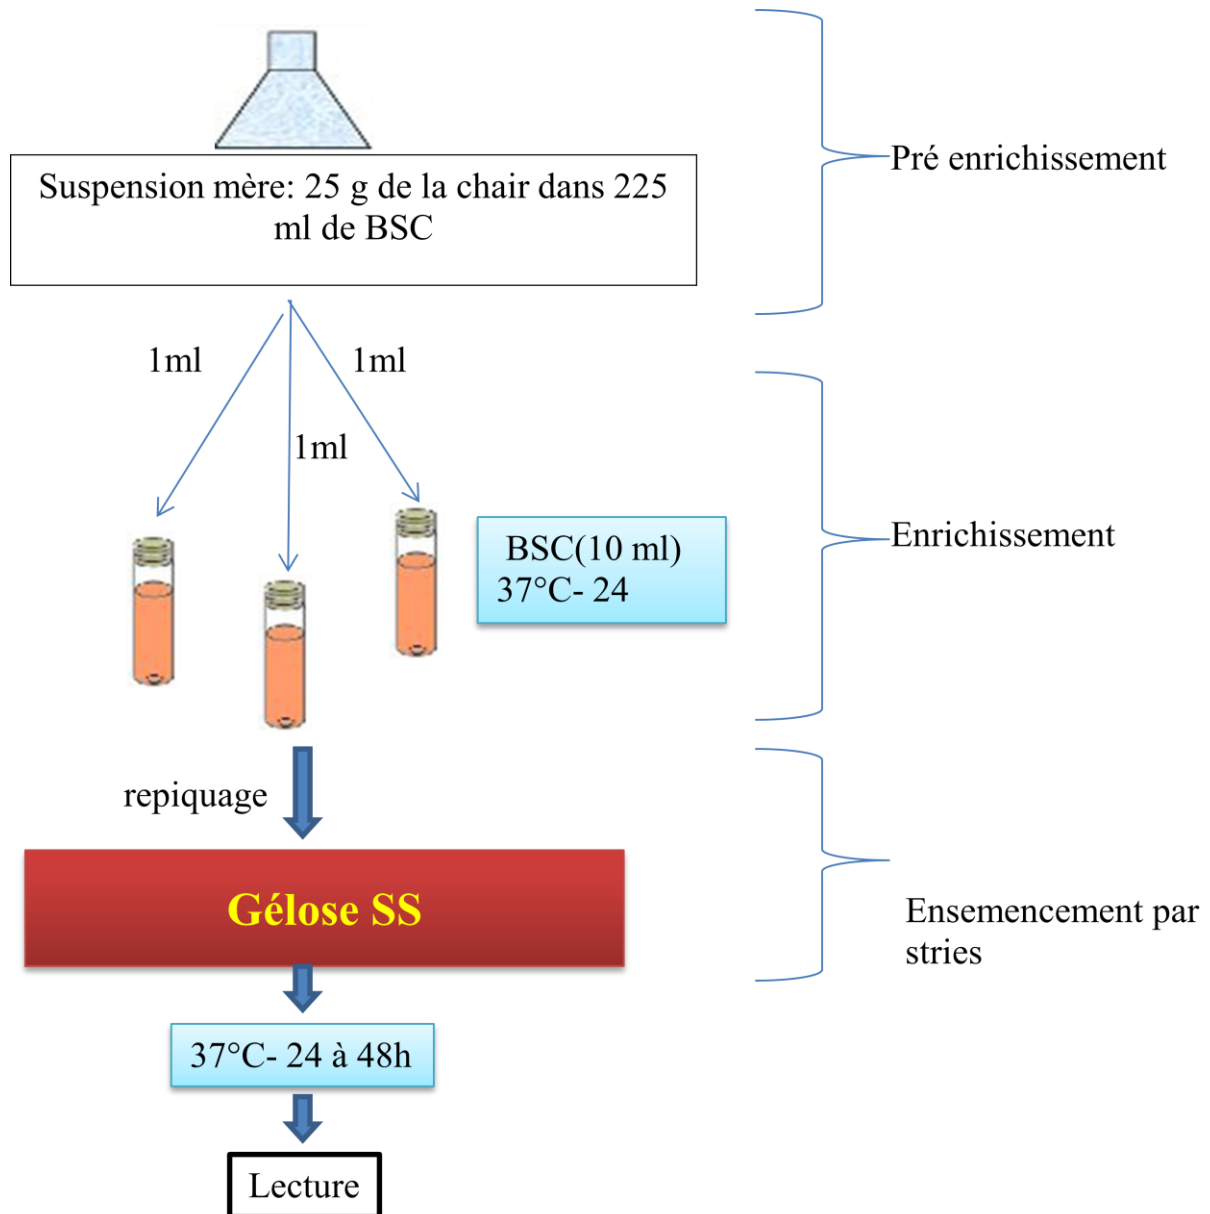 Suspension mère: 25 g de la chair dans 225
ml de BSC
Pré enrichissement
1ml
1ml
1ml
BSC(10 ml)
37°C- 24
Enrichissement
repiquage
Gélose SS
Ensemencement par
stries
37°C- 24 à 48h
Lecture